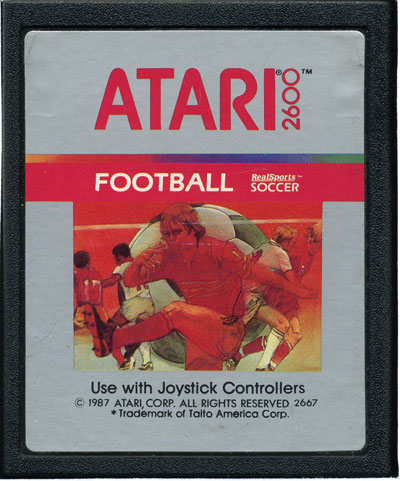 ATARI® 2600™
FOOTBALL RealSports™ SOCCER
Use with Joystick Controllers
© 1987 ATARI, CORP. ALL RIGHTS RESERVED 2667
*Trademark of Taito America Corp.